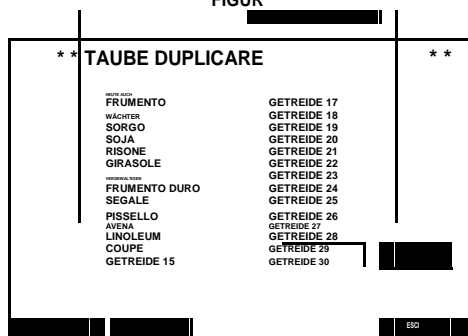 FIGUR
* * TAUBE DUPLICARE * *
HEUTE AUCH
FRUMENTO GETREIDE 17
WÄCHTER GETREIDE 18
SORGO GETREIDE 19
SOJA GETREIDE 20
RISONE GETREIDE 21
GIRASOLE GETREIDE 22
GETREIDE 23
VERGEWALTIGEN
FRUMENTO DURO GETREIDE 24
SEGALE GETREIDE 25
PISSELLO GETREIDE 26
AVENA GETREIDE 27
LINOLEUM GETREIDE 28
COUPE GETREIDE 29
GETREIDE 15 GETREIDE 30
ESCI